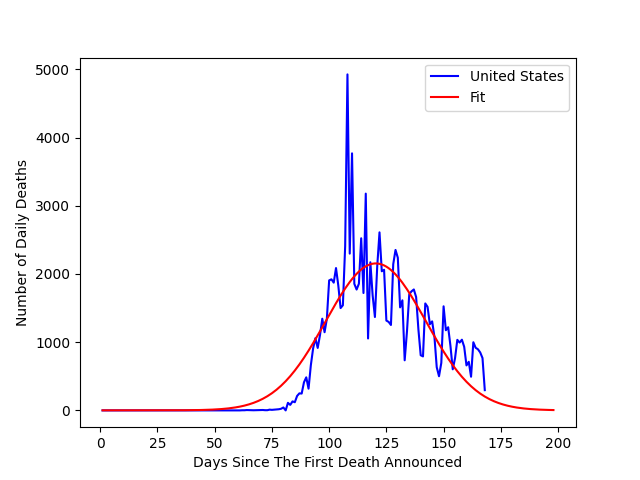 United States
Fit
5000
4000
3000
2000
1000
0
Number of Daily Deaths
0 25 50 75 100 125 150 175 200
Days Since The First Death Announced